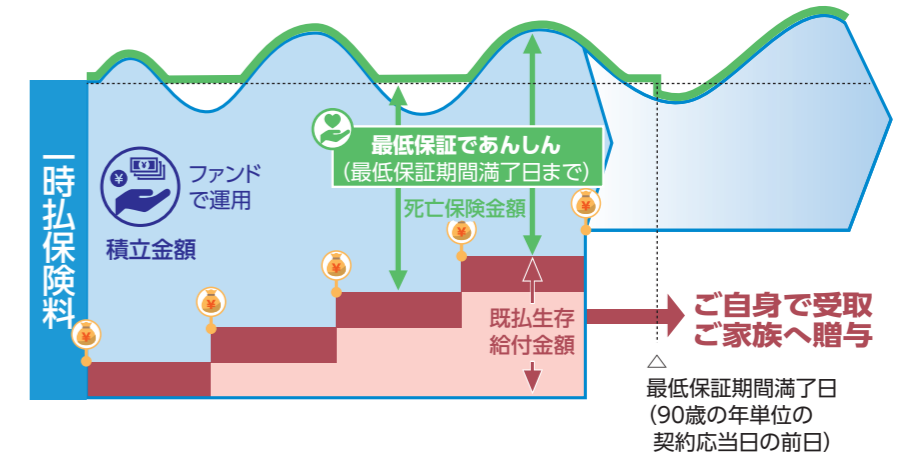 一時払保険料
ファンド
で運用
積立金額
最低保証であんしん
（最低保証期間満了日まで）
死亡保険金額
既払生存
給付金額
ご自身で受取
ご家族へ贈与
△
最低保証期間満了日
（90歳の年単位の
契約応当日の前日）